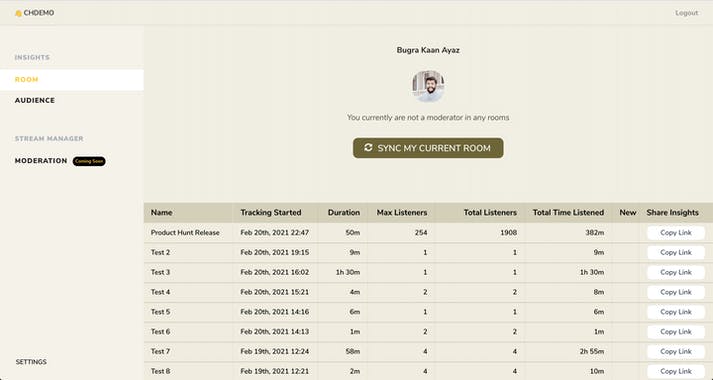 CHDEMO
Logout
INSIGHTS
ROOM
AUDIENCE
STREAM MANAGER
MODERATION Coming Soon
SETTINGS
Bugra Kaan Ayaz
You currently are not a moderator in any rooms
SYNC MY CURRENT ROOM
Name Tracking Started Duration Max Listeners Total Listeners Total Time Listened New Share Insights
Product Hunt Release Feb 20th, 2021 22:47 50m 254 1908 382m Copy Link
Test 2 Feb 20th, 2021 19:15 9m 1 1 9m Copy Link
Test 3 Feb 20th, 2021 16:02 1h 30m 1 1 1h 30m Copy Link
Test 4 Feb 20th, 2021 15:21 4m 2 2 8m Copy Link
Test 5 Feb 20th, 2021 14:16 6m 1 1 6m Copy Link
Test 6 Feb 20th, 2021 14:13 1m 2 2 1m Copy Link
Test 7 Feb 19th, 2021 12:24 58m 4 4 2h 55m Copy Link
Test 8 Feb 19th, 2021 12:21 2m 4 4 10m Copy Link